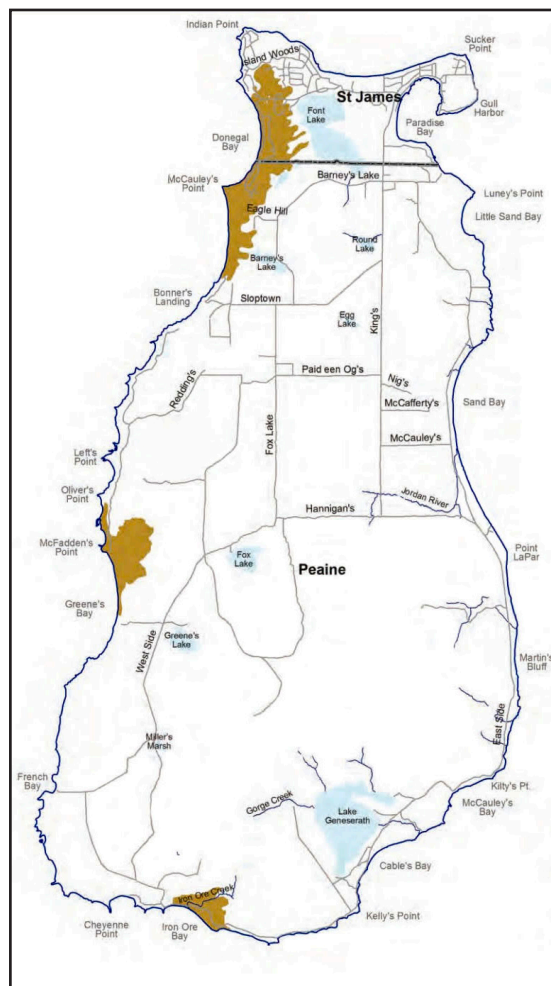 Indian Point
Island Woods
Sucker
Point
St James
Gull
Harbor
Font
Lake
Paradise
Bay
Donegal
Bay
McCauley's
Point
Barney's Lake
Luney's Point
Eagle Hill
Little Sand Bay
Round
Lake
Barney's
Lake
Bonner's
Landing
Sloptown
Egg
Lake
King's
Paid een Og's
Redding's
Nig's
McCafferty's
Sand Bay
Fox Lake
McCauley's
Left's
Point
Oliver's
Point
Jordan River
Hannigan's
McFadden's
Point
Point
LaPar
Fox
Lake
Peaine
Greene's
Bay
Greene's
Lake
West Side
Martin's
Bluff
East Side
Miller's
Marsh
French
Bay
Kilty's Pt.
McCauley's
Bay
Gorge Creek
Lake
Geneserath
Cable's Bay
Iron Ore Creek
Kelly's Point
Cheyenne
Point
Iron Ore
Bay